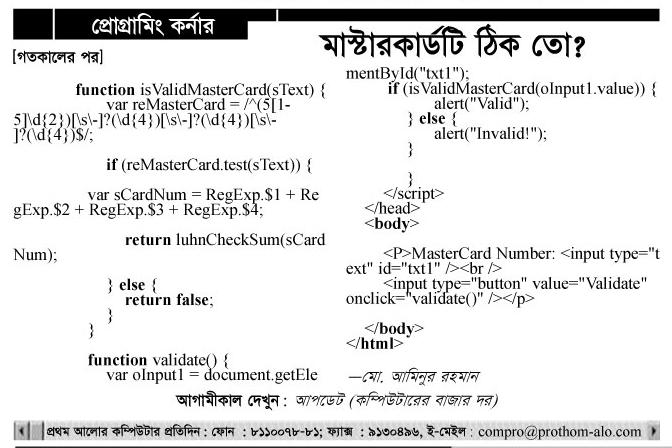 প্রোগ্রামিং কর্নার
মাস্টারকার্ডটি ঠিক তো?
[গতকালের পর]
function isValidMasterCard(sText) {
var reMasterCard = /^(5[1-
5]\d{2})[\s\-]?(\d{4})[\s\-]?(\d{4})[\s\-
]?(\d{4})$/;
if (reMasterCard.test(sText)) {
var sCardNum = RegExp.$1 + Re
gExp.$2 + RegExp.$3 + RegExp.$4;
return luhnCheckSum(sCard
Num);
} else {
return false;
}
}
function validate() {
var oInput1 = document.getEle
mentById("txt1");
if (isValidMasterCard(oInput1.value)) {
alert("Valid");
} else {
alert("Invalid!");
}
}
</script>
</head>
<body>
<P>MasterCard Number: <input type="t
ext" id="txt1" /><br />
<input type="button" value="Validate"
onclick="validate()" /></p>
</body>
</html>
—মো. আমিনুর রহমান
আগামীকাল দেখুন : আপডেট (কম্পিউটারের বাজার দর)
প্রথম আলোর কম্পিউটার প্রতিদিন : ফোন : ৮১১০০৭৮-৮১; ফ্যাক্স : ৯১৩০৪৯৬, ই-মেইল : compro@prothom-alo.com